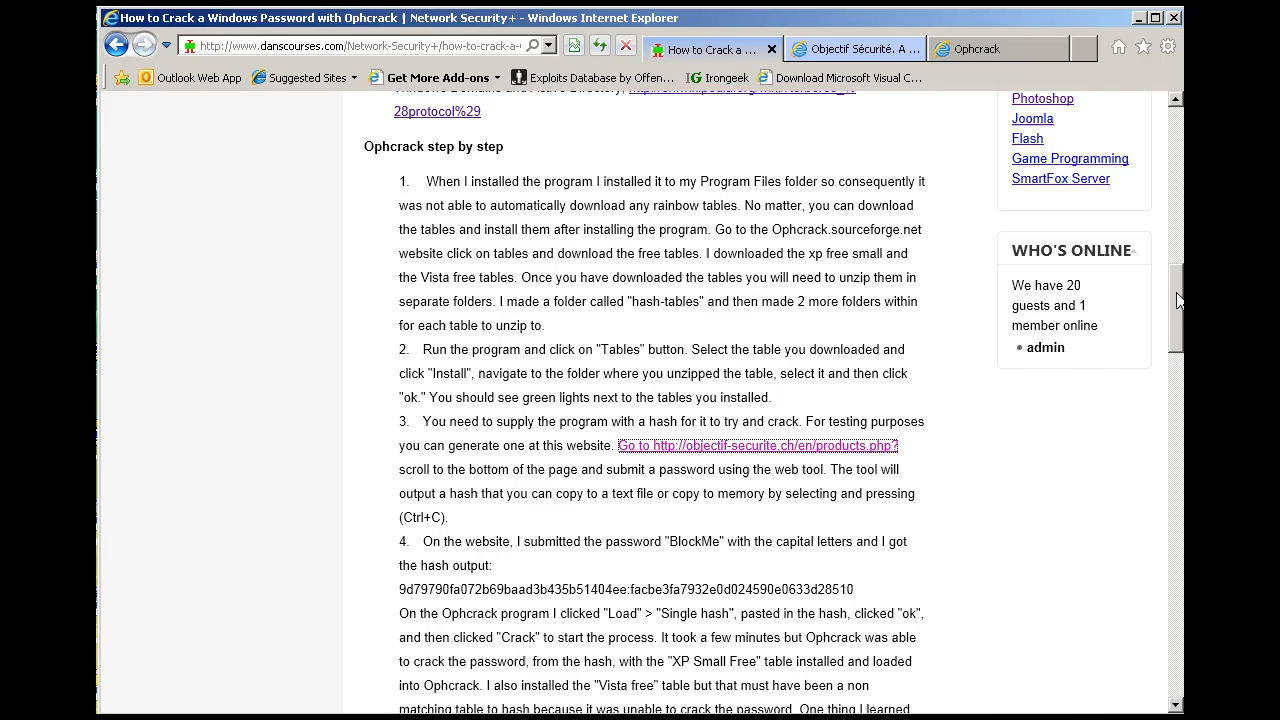 How to Crack a Windows Password with Ophcrack | Network Security+ - Windows Internet Explorer
http://www.danscourses.com/Network-Security+/how-to-crack-a-
How to Crack a ...
Objectif Sécurité. A ...
Ophcrack
Outlook Web App
Suggested Sites
Get More Add-ons
Exploits Database by Offen...
Irongeek
Download Microsoft Visual C...
28protocol%29
Ophcrack step by step
1. When I installed the program I installed it to my Program Files folder so consequently it
was not able to automatically download any rainbow tables. No matter, you can download
the tables and install them after installing the program. Go to the Ophcrack.sourceforge.net
website click on tables and download the free tables. I downloaded the xp free small and
the Vista free tables. Once you have downloaded the tables you will need to unzip them in
separate folders. I made a folder called "hash-tables" and then made 2 more folders within
for each table to unzip to.
2. Run the program and click on "Tables" button. Select the table you downloaded and
click "Install", navigate to the folder where you unzipped the table, select it and then click
"ok." You should see green lights next to the tables you installed.
3. You need to supply the program with a hash for it to try and crack. For testing purposes
you can generate one at this website. Go to http://objectif-securite.ch/en/products.php?
scroll to the bottom of the page and submit a password using the web tool. The tool will
output a hash that you can copy to a text file or copy to memory by selecting and pressing
(Ctrl+C).
4. On the website, I submitted the password "BlockMe" with the capital letters and I got
the hash output:
9d79790fa072b69baad3b435b51404ee:facbe3fa7932e0d024590e0633d28510
On the Ophcrack program I clicked "Load" > "Single hash", pasted in the hash, clicked "ok",
and then clicked "Crack" to start the process. It took a few minutes but Ophcrack was able
to crack the password, from the hash, with the "XP Small Free" table installed and loaded
into Ophcrack. I also installed the "Vista free" table but that must have been a non
matching table to hash because it was unable to crack the password. One thing I learned
Photoshop
Joomla
Flash
Game Programming
SmartFox Server
WHO'S ONLINE
We have 20
guests and 1
member online
admin